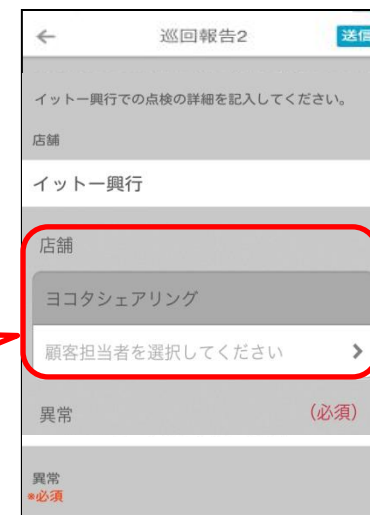 ← 巡回報告2 送信
イットー興行での点検の詳細を記入してください。
店舗
イットー興行
店舗
ヨコタシェアリング
顧客担当者を選択してください
異常 (必須)
異常
*必須